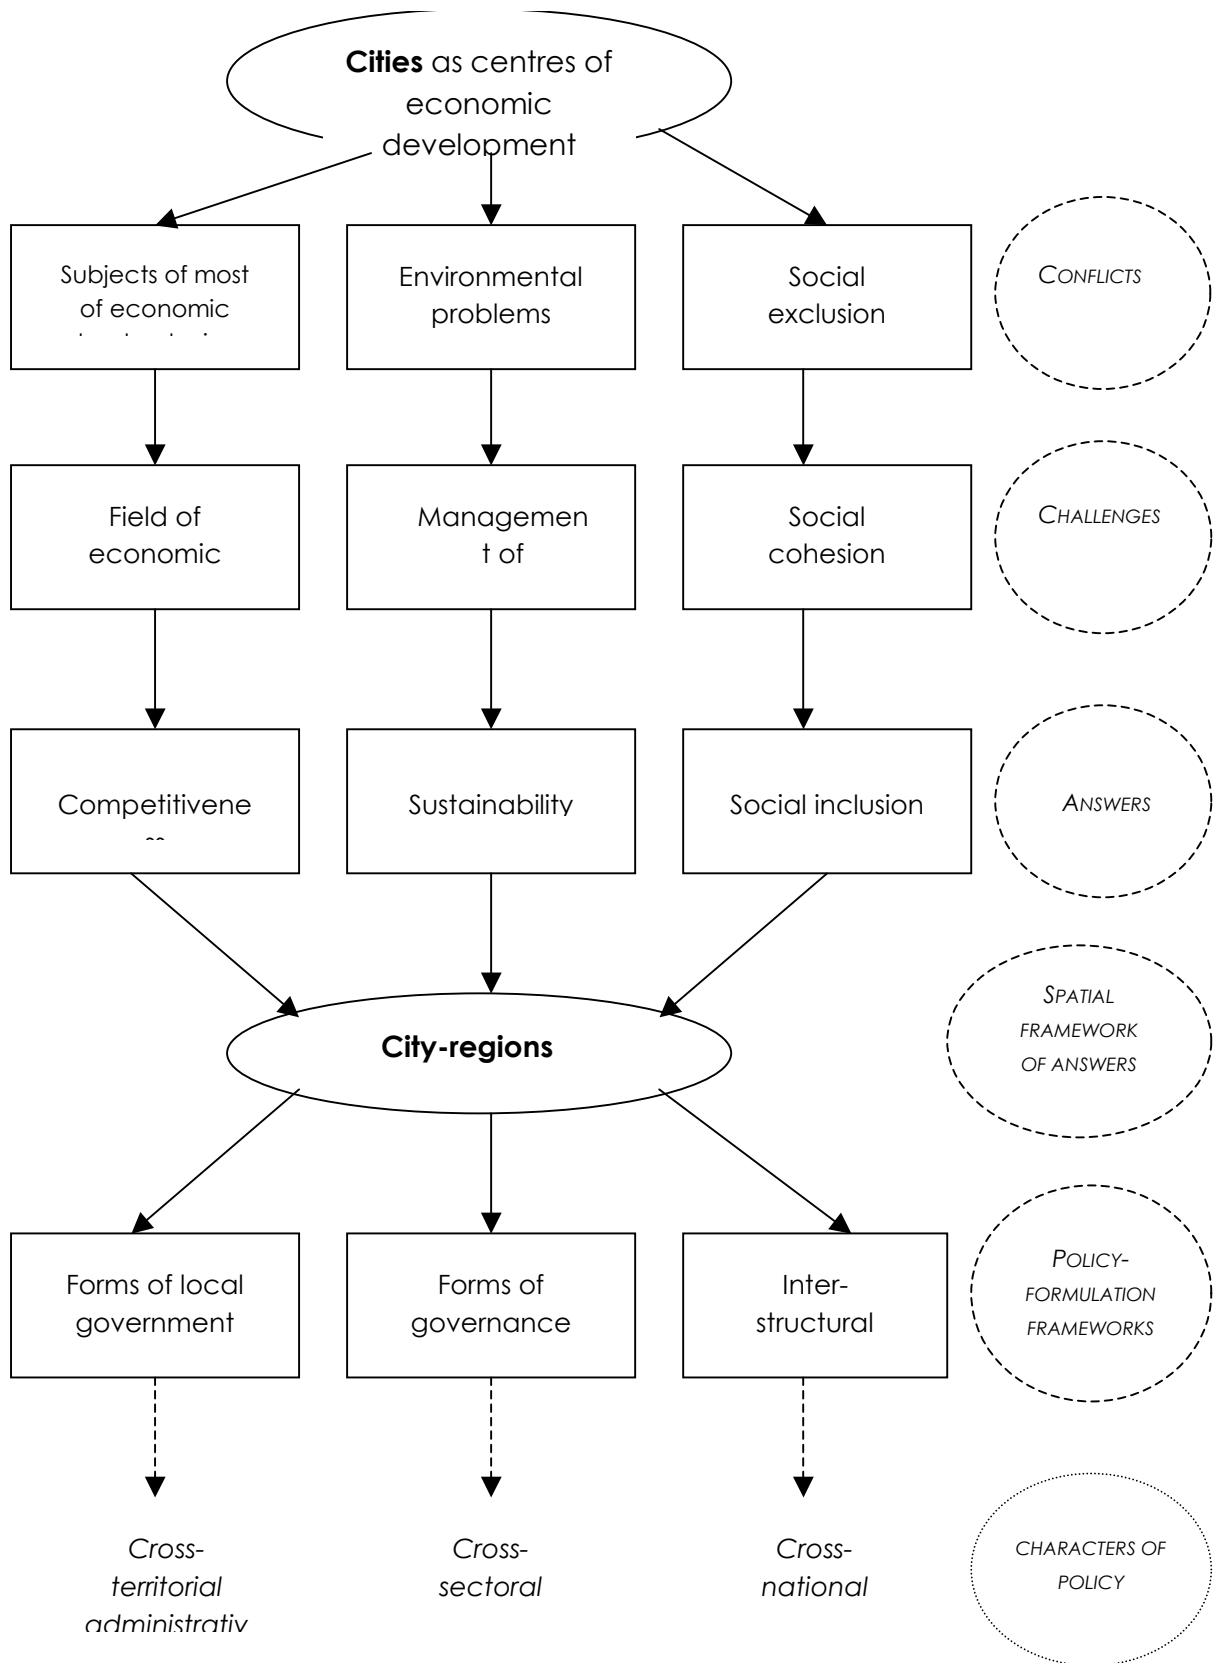 Cities as centres of
economic
development
Subjects of most
of economic
Environmental
problems
Social
exclusion
CONFLICTS
Field of
economic
Managemen
t of
Social
cohesion
CHALLENGES
Competitivene
Sustainability
Social inclusion
ANSWERS
City-regions
SPATIAL
FRAMEWORK
OF ANSWERS
Forms of local
government
Forms of
governance
Inter-
structural
POLICY-
FORMULATION
FRAMEWORKS
Cross-
territorial
administrativ
Cross-
sectoral
Cross-
national
CHARACTERS OF
POLICY